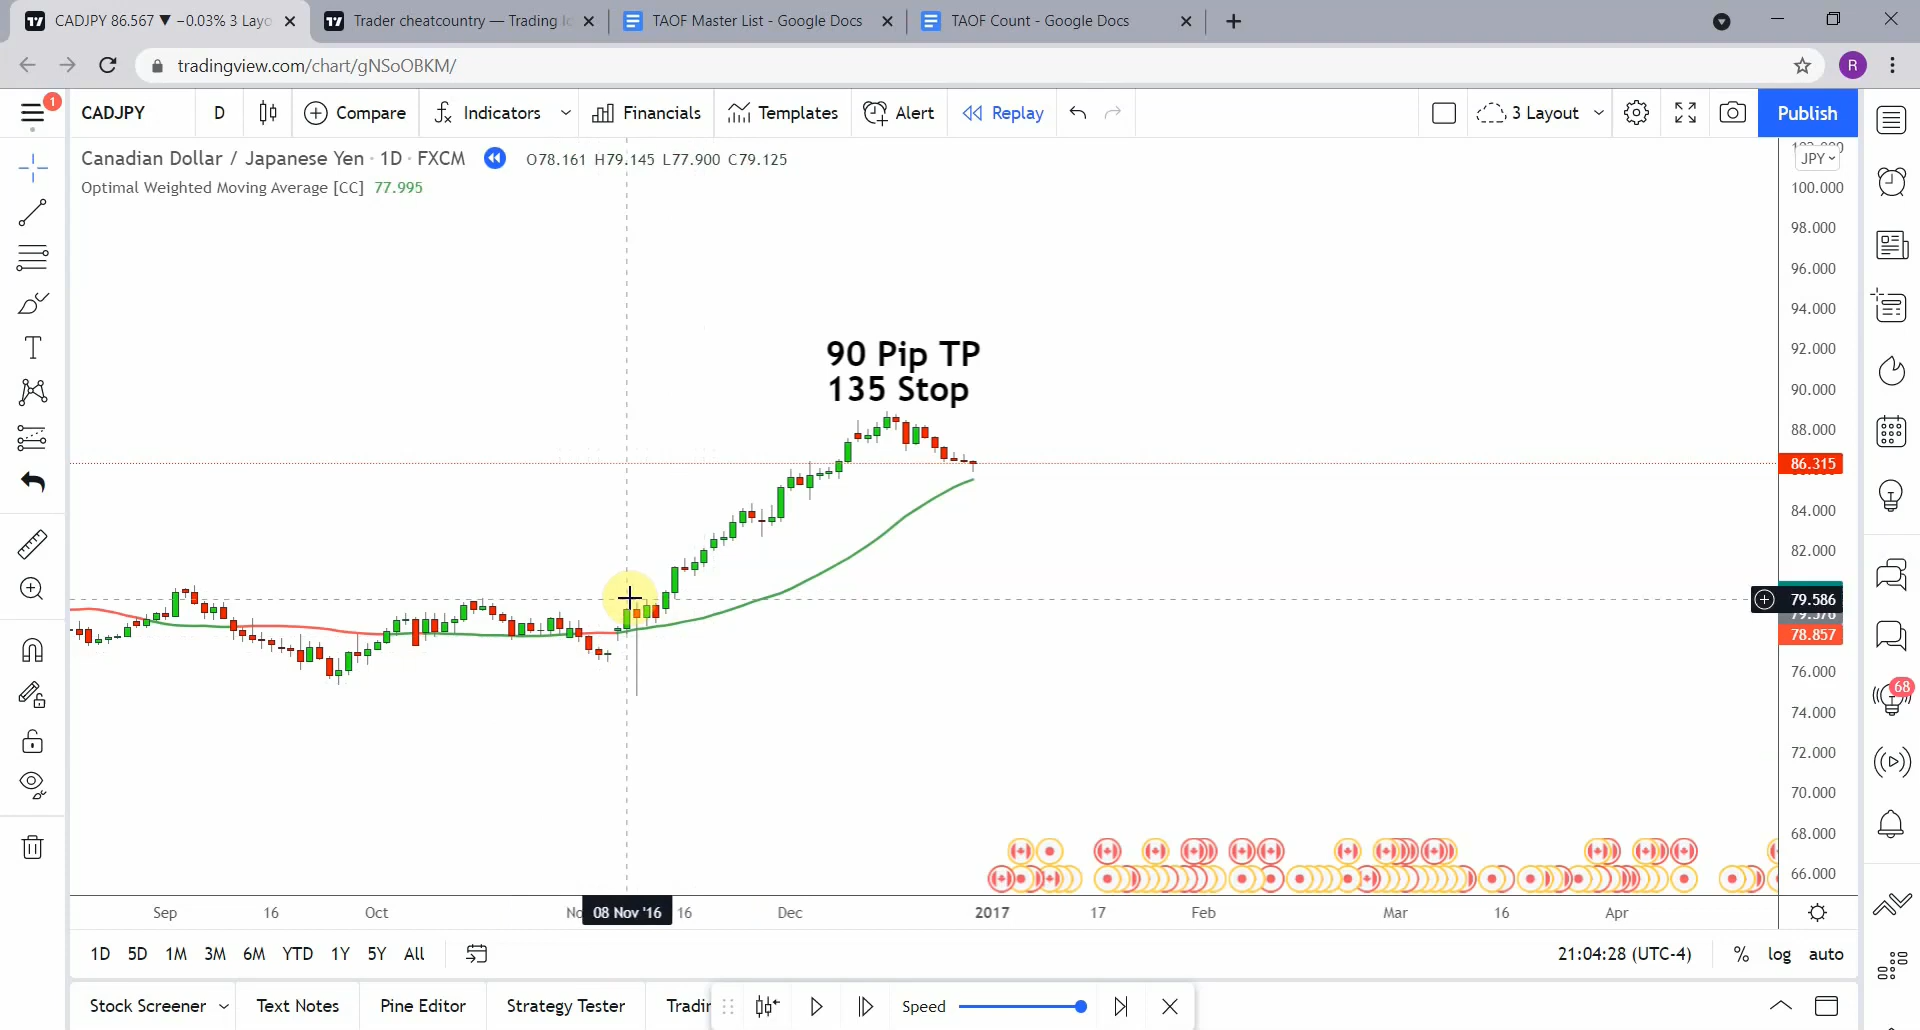 CADJPY 86.567 ▼ −0.03% 3 Layo
Trader cheatcountry — Trading Id
TAOF Master List - Google Docs
TAOF Count - Google Docs
tradingview.com/chart/gNSoOBKM/
R
1
CADJPY
D
Compare
Indicators
Financials
Templates
Alert
Replay
3 Layout
Publish
Canadian Dollar / Japanese Yen · 1D · FXCM
O78.161 H79.145 L77.900 C79.125
Optimal Weighted Moving Average [CC] 77.995
90 Pip TP
135 Stop
JPY
100.000
98.000
96.000
94.000
92.000
90.000
88.000
86.315
84.000
82.000
79.586
78.857
76.000
74.000
72.000
70.000
68.000
66.000
68
Sep
16
Oct
08 Nov '16
16
Dec
2017
17
Feb
Mar
16
Apr
1D
5D
1M
3M
6M
YTD
1Y
5Y
All
21:04:28 (UTC-4)
%
log
auto
Stock Screener
Text Notes
Pine Editor
Strategy Tester
Tradin
Speed